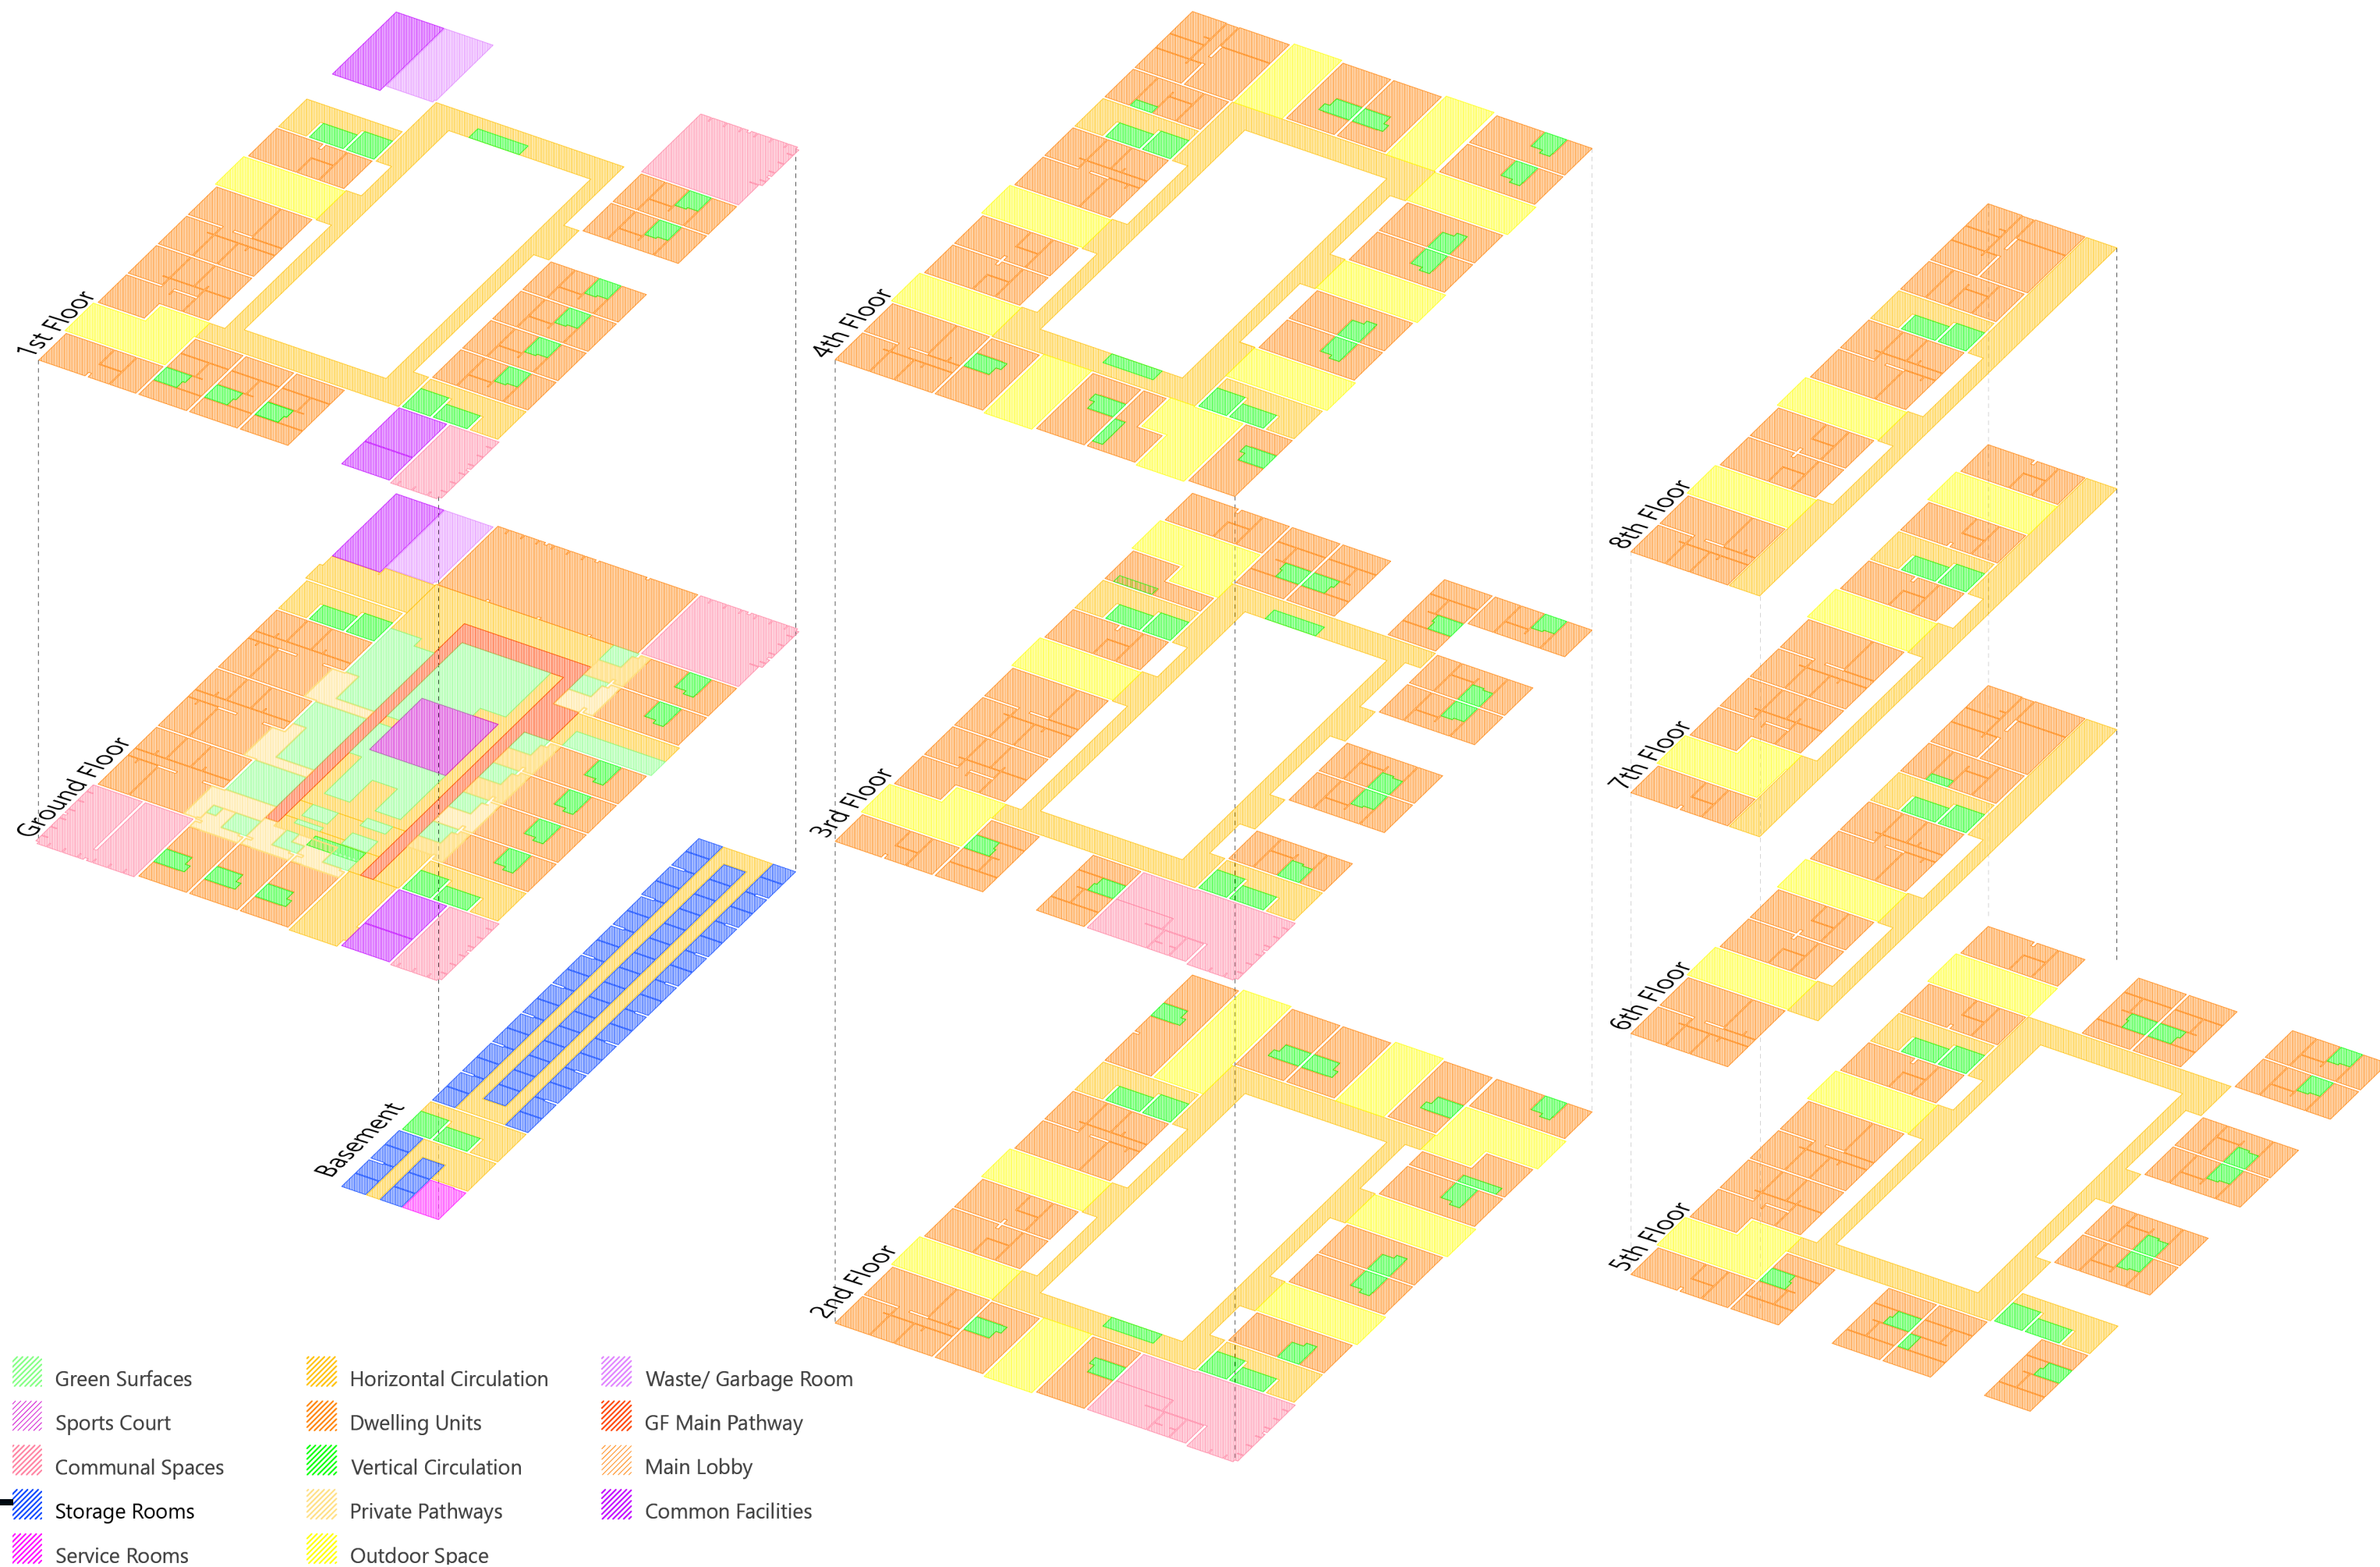 1st Floor
Ground Floor
Basement
4th Floor
3rd Floor
2nd Floor
8th Floor
7th Floor
6th Floor
5th Floor
Green Surfaces
Sports Court
Communal Spaces
Storage Rooms
Service Rooms
Horizontal Circulation
Dwelling Units
Vertical Circulation
Private Pathways
Outdoor Space
Waste/ Garbage Room
GF Main Pathway
Main Lobby
Common Facilities